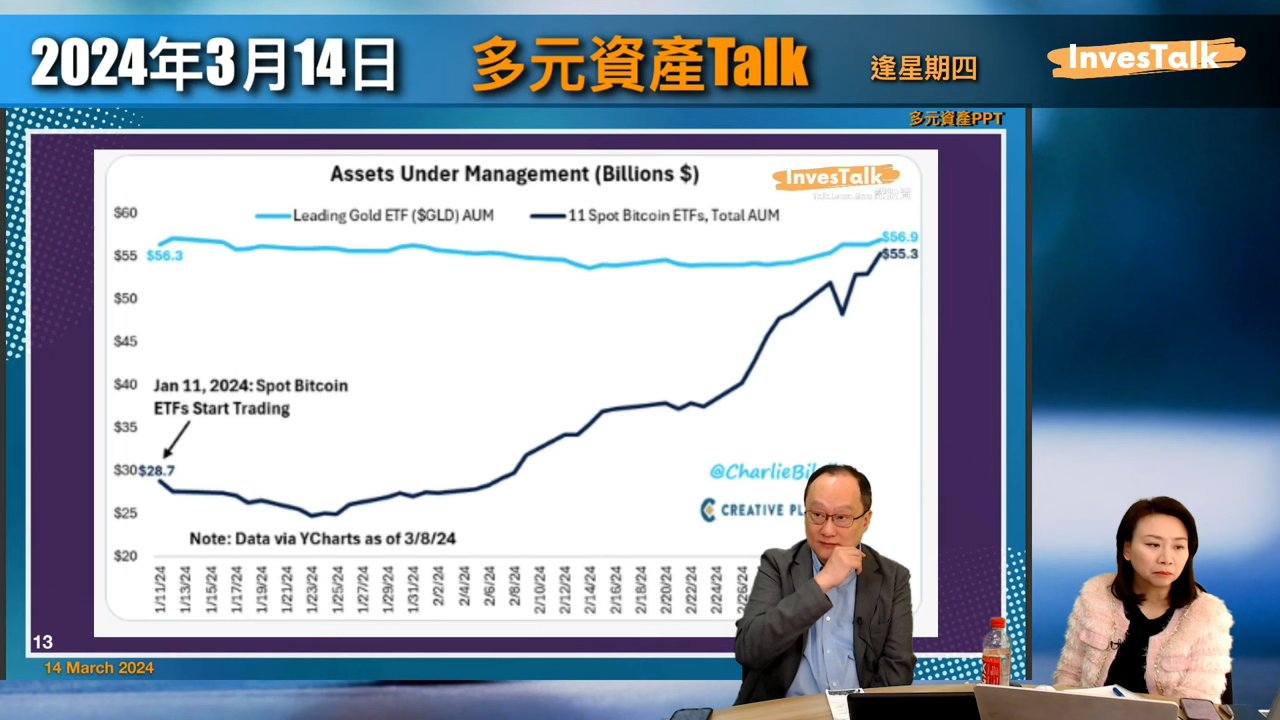 2024年3月14日
多元資產Talk
逢星期四
InvesTalk
多元資產PPT
Assets Under Management (Billions $)
InvesTalk
Leading Gold ETF ($GLD) AUM
11 Spot Bitcoin ETFs, Total AUM
$60
$55
$50
$45
$40
$35
$30
$25
$20
$56.3
$56.9
$55.3
Jan 11, 2024: Spot Bitcoin
ETFs Start Trading
$28.7
@CharlieBil
CREATIVE PL
Note: Data via YCharts as of 3/8/24
1/11/24
1/13/24
1/15/24
1/17/24
1/19/24
1/21/24
1/23/24
1/25/24
1/27/24
1/29/24
1/31/24
2/2/24
2/4/24
2/6/24
2/8/24
2/10/24
2/12/24
2/14/24
2/16/24
2/18/24
2/20/24
2/22/24
2/24/24
2/26/24
13
14 March 2024